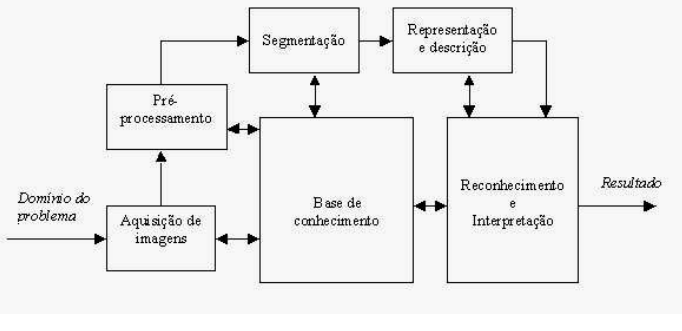 Segmentação
Representação
e descrição
Pré-
processamento
Domínio do
problema
Aquisição de
imagens
Base de
conhecimento
Reconhecimento
e
Interpretação
Resultado